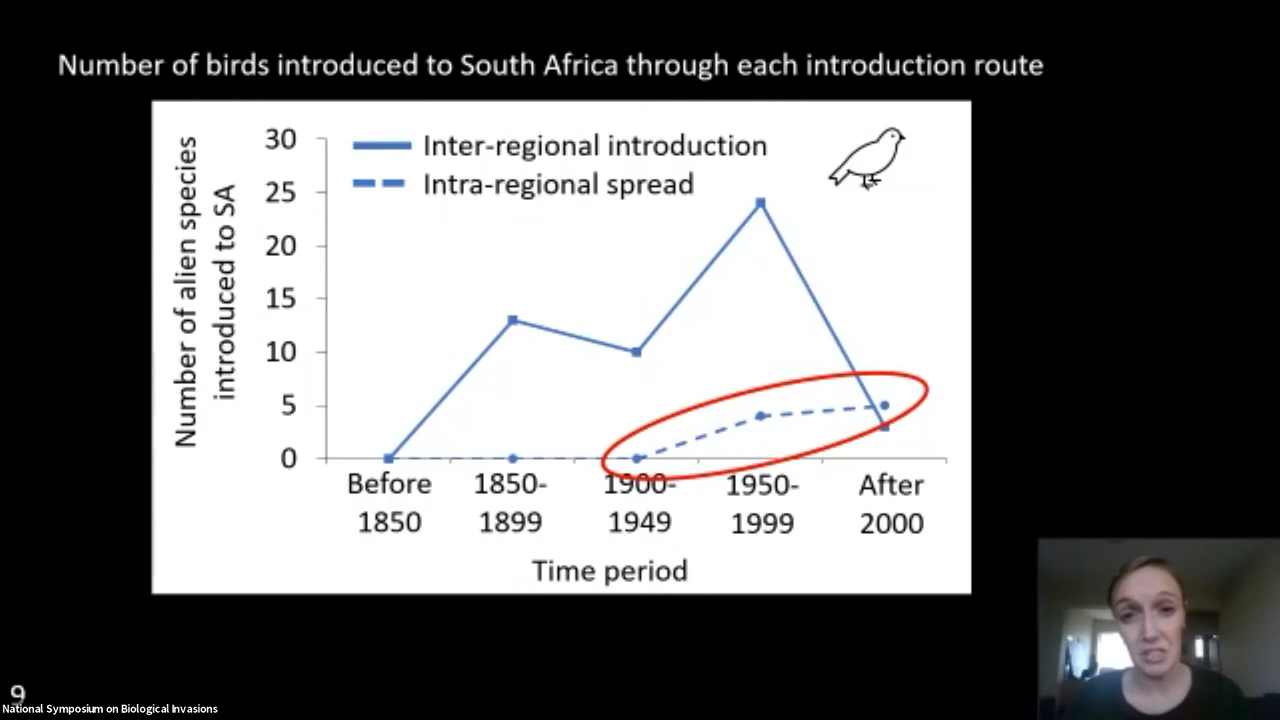 Number of birds introduced to South Africa through each introduction route
Number of alien species
introduced to SA
30
25
20
15
10
5
0
Inter-regional introduction
Intra-regional spread
Before
1850
1850-
1899
1900-
1949
1950-
1999
After
2000
Time period
9
National Symposium on Biological Invasions